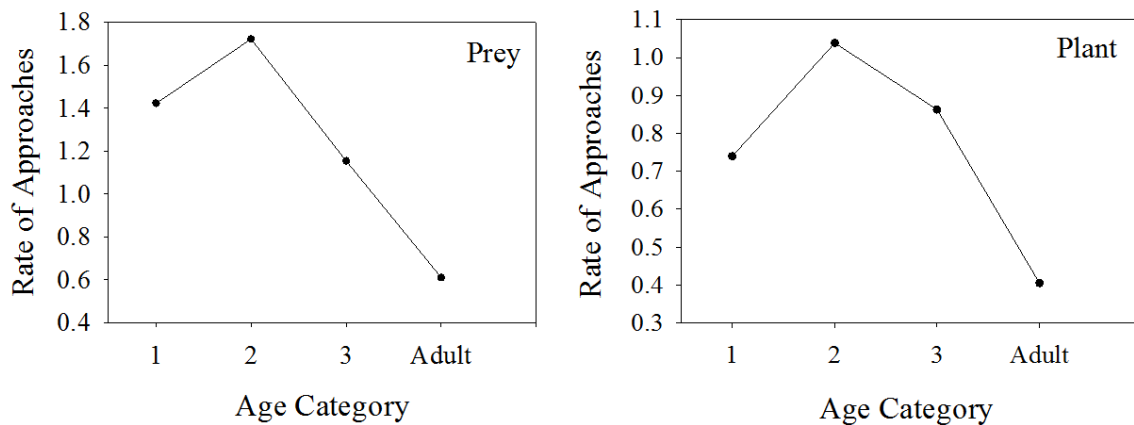 Prey
Rate of Approaches
1.8
1.6
1.4
1.2
1.0
0.8
0.6
0.4
1 2 3 Adult
Age Category
Plant
Rate of Approaches
1.1
1.0
0.9
0.8
0.7
0.6
0.5
0.4
0.3
1 2 3 Adult
Age Category